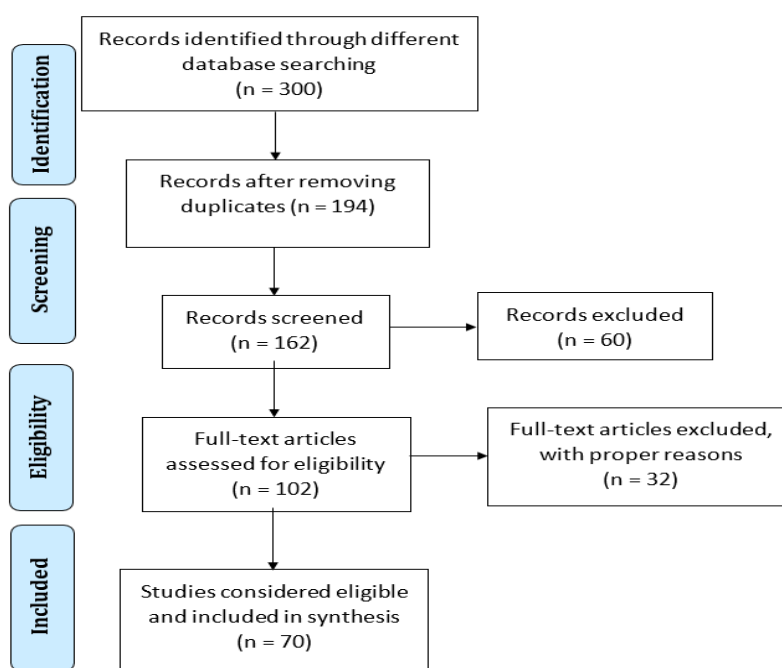 Identification
Records identified through different
database searching
(n = 300)
Records after removing
duplicates (n = 194)
Screening
Records screened
(n = 162)
Records excluded
(n = 60)
Eligibility
Full-text articles
assessed for eligibility
(n = 102)
Full-text articles excluded,
with proper reasons
(n = 32)
Included
Studies considered eligible
and included in synthesis
(n = 70)